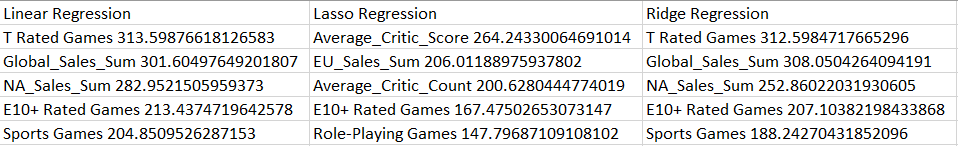 Linear Regression Lasso Regression Ridge Regression
T Rated Games 313.59876618126583 Average_Critic_Score 264.24330064691014 T Rated Games 312.5984717665296
Global_Sales_Sum 301.60497649201807 EU_Sales_Sum 206.01188975937802 Global_Sales_Sum 308.0504264094191
NA_Sales_Sum 282.9521505959373 Average_Critic_Count 200.6280444774019 NA_Sales_Sum 252.86022031930605
E10+ Rated Games 213.4374719642578 E10+ Rated Games 167.47502653073147 E10+ Rated Games 207.10382198433868
Sports Games 204.8509526287153 Role-Playing Games 147.79687109108102 Sports Games 188.24270431852096